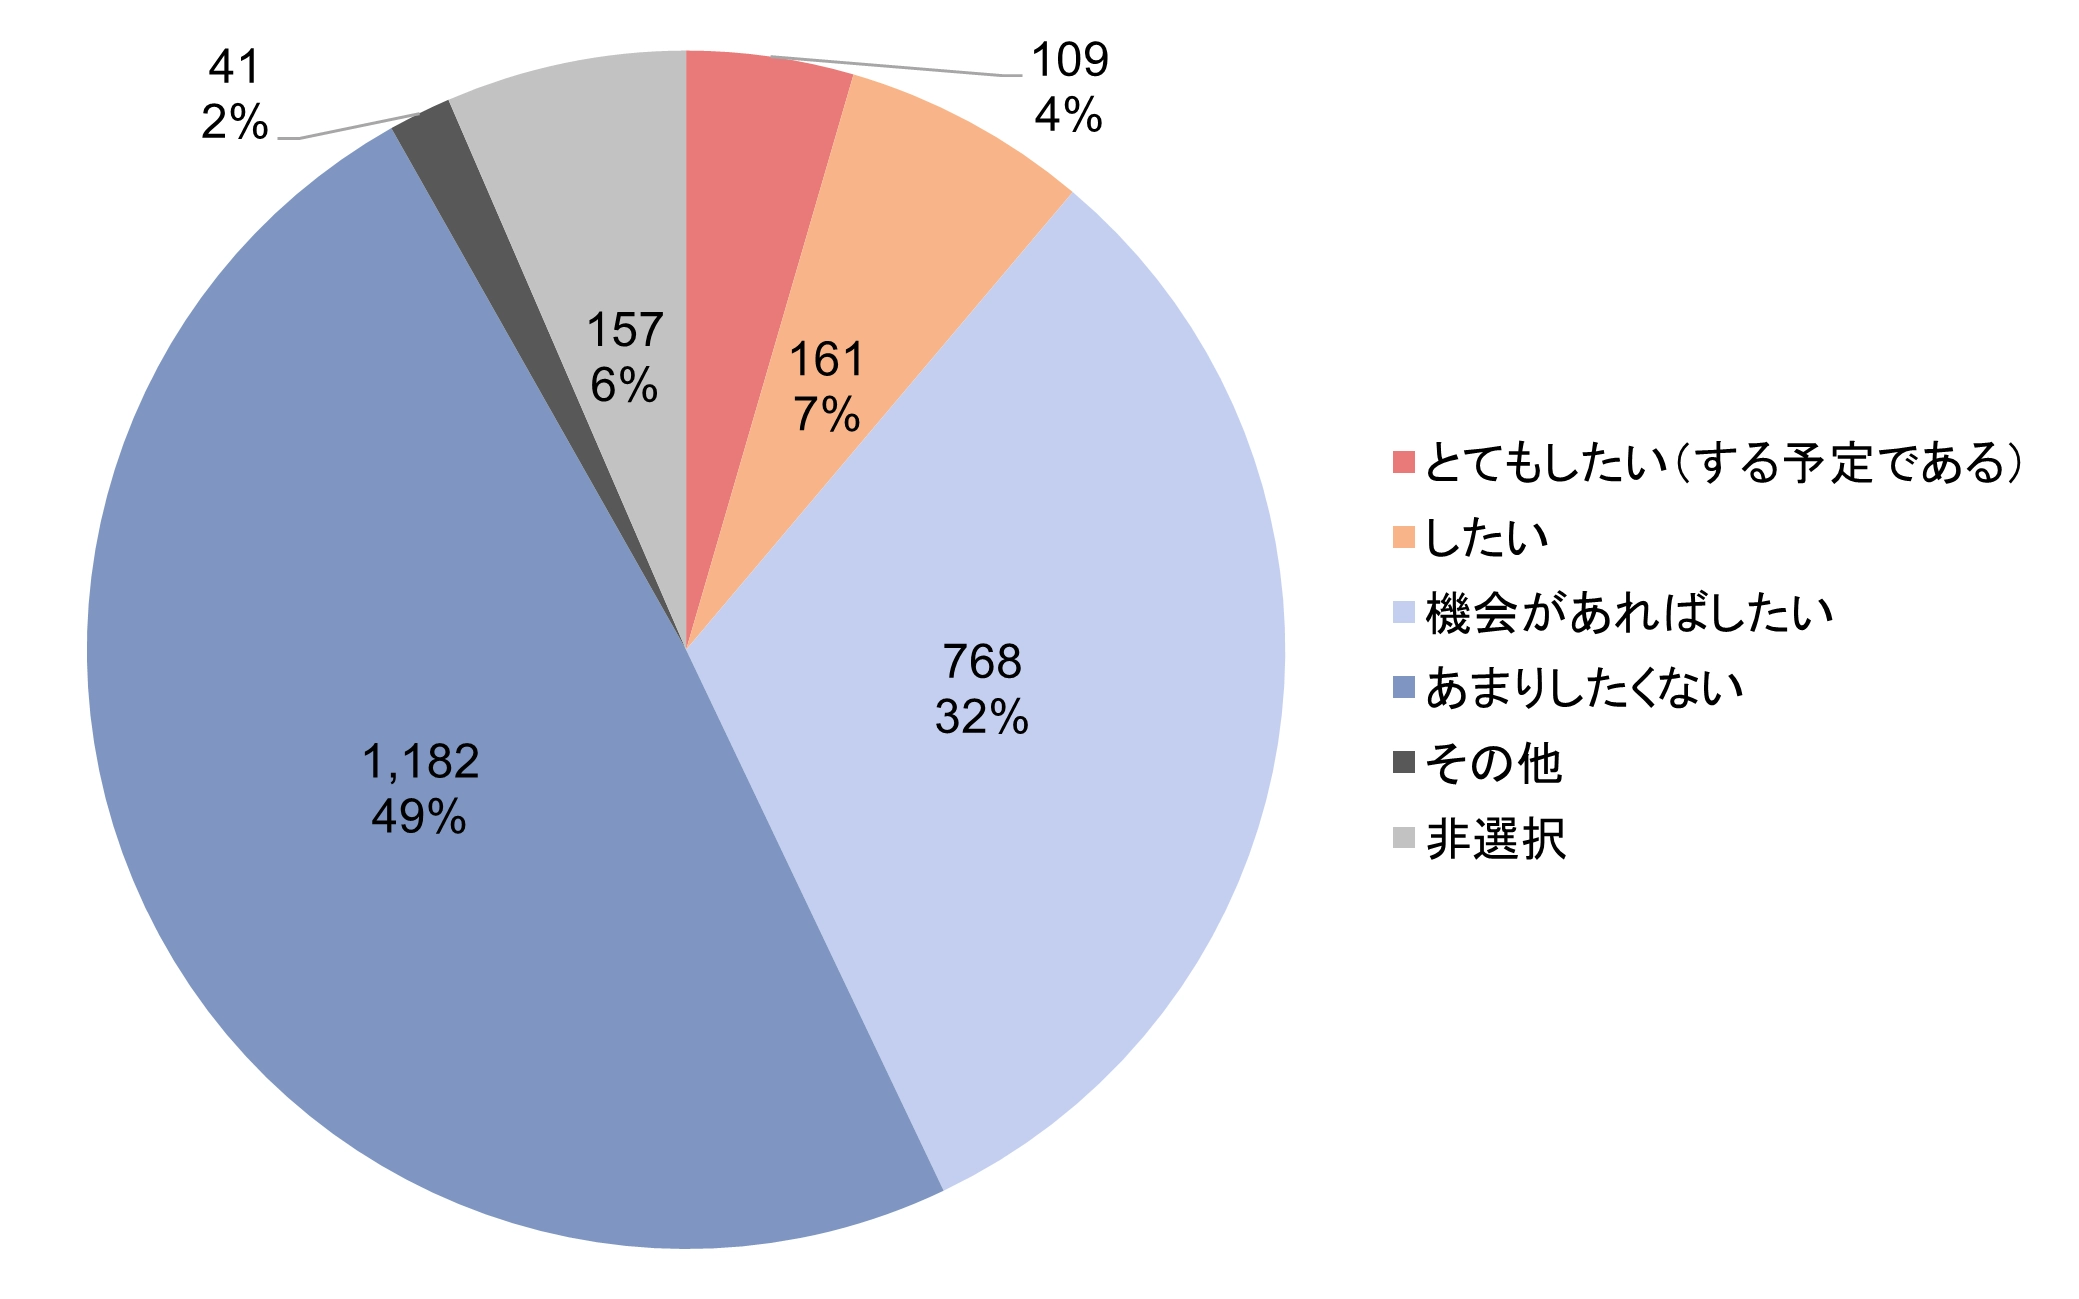 41
2%
109
4%
157
6%
161
7%
768
32%
1,182
49%
とてもしたい（する予定である）
したい
機会があればしたい
あまりしたくない
その他
非選択